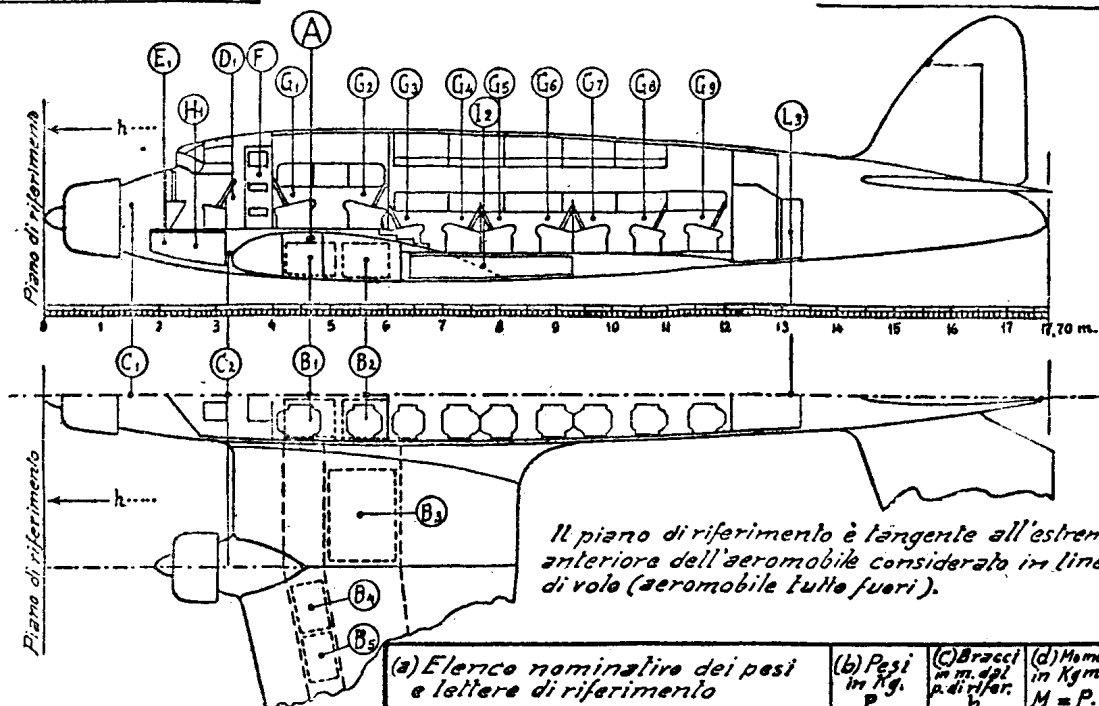 A
E₁ H₁ D₁ F G₁ G₂ G₃ G₄ I₂ G₅ G₆ G₇ G₈ G₉ L₃
h
Piano di riferimento
0 1 2 3 4 5 6 7 8 9 10 11 12 13 14 15 16 17 17,70 m.
C₁ C₂ B₁ B₂
h
Piano di riferimento
B₃
B₄
B₅
Il piano di riferimento è tangente all'estrem
anteriore dell'aeromobile considerato in line
di volo (aeromobile tutto fuori).
(a) Elenco nominativo dei pesi
e lettere di riferimento
(b) Pesi
in Kg.
P
(c) Bracci
in m. dal
p. di rifer.
h
(d) Mome
in Kgm
M = P.